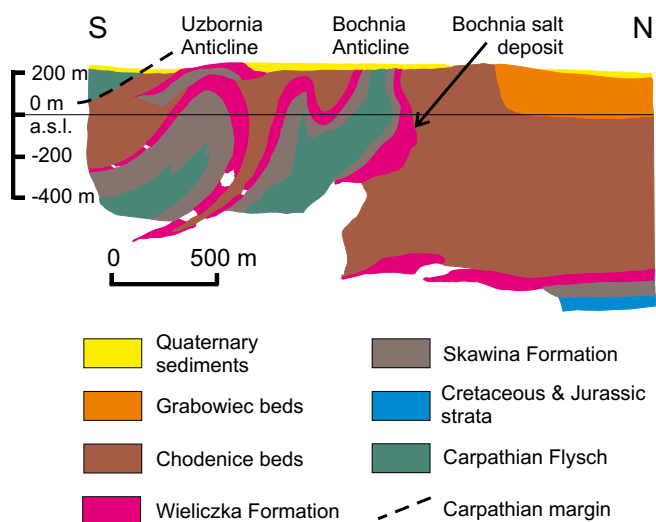 S
Uzbornia
Anticline
Bochnia
Anticline
Bochnia salt
deposit
N
200 m
0 m
a.s.l.
-200
-400 m
0 500 m
Quaternary
sediments
Grabowiec beds
Chodenice beds
Wieliczka Formation
Skawina Formation
Cretaceous & Jurassic
strata
Carpathian Flysch
Carpathian margin